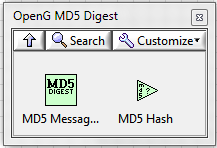 OpenG MD5 Digest
Search Customize
MD5
DIGEST
MD5 Messag... MD5 Hash